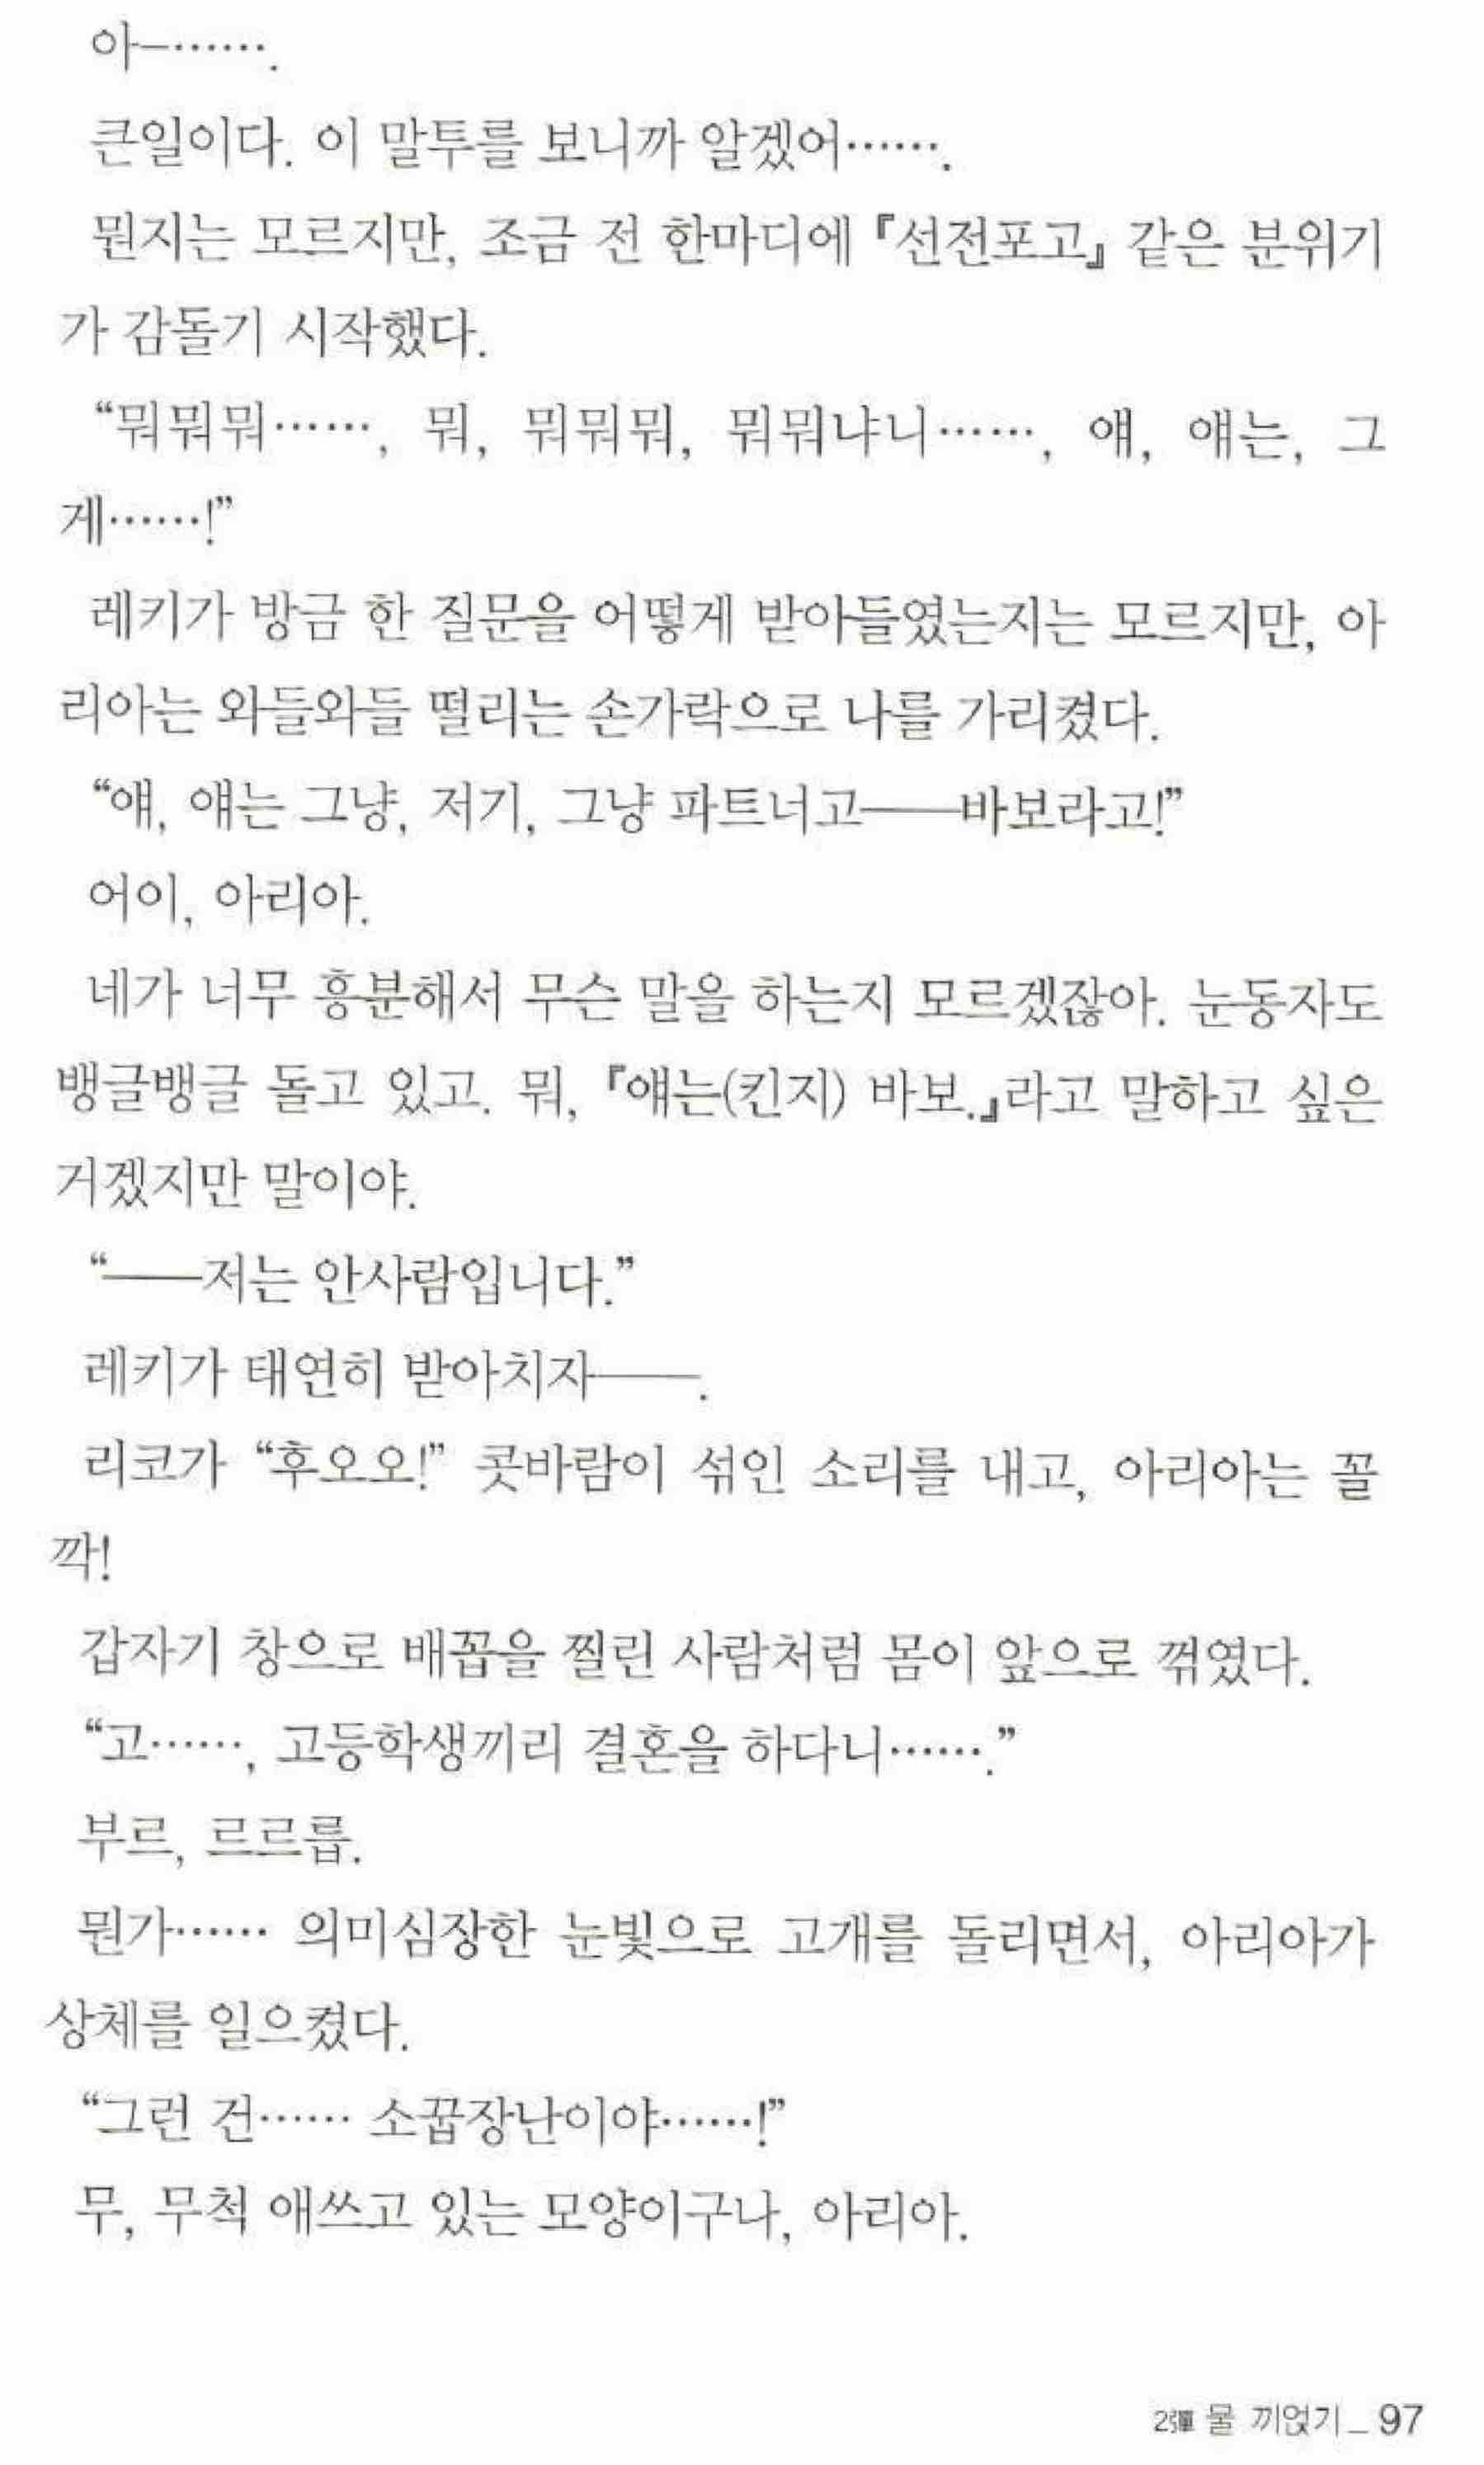 아─…….
큰일이다. 이 말투를 보니까 알겠어…….
뭔지는 모르지만, 조금 전 한마디에 『선전포고』 같은 분위기
가 감돌기 시작했다.
“뭐뭐뭐……, 뭐, 뭐뭐뭐, 뭐뭐냐니……, 얘, 얘는, 그
게……!”
레키가 방금 한 질문을 어떻게 받아들였는지는 모르지만, 아
리아는 와들와들 떨리는 손가락으로 나를 가리켰다.
“얘, 얘는 그냥, 저기, 그냥 파트너고──바보라고!”
어이, 아리아.
네가 너무 흥분해서 무슨 말을 하는지 모르겠잖아. 눈동자도
뱅글뱅글 돌고 있고. 뭐, 『얘는(킨지) 바보.』라고 말하고 싶은
거겠지만 말이야.
“──저는 안사람입니다.”
레키가 태연히 받아치자──.
리코가 “후오오!” 콧바람이 섞인 소리를 내고, 아리아는 꼴
깍!
갑자기 창으로 배꼽을 찔린 사람처럼 몸이 앞으로 꺾였다.
“고……, 고등학생끼리 결혼을 하다니…….”
부르, 르르릅.
뭔가…… 의미심장한 눈빛으로 고개를 돌리면서, 아리아가
상체를 일으켰다.
“그런 건…… 소꿉장난이야……!”
무, 무척 애쓰고 있는 모양이구나, 아리아.
2彈 물 끼얹기_97